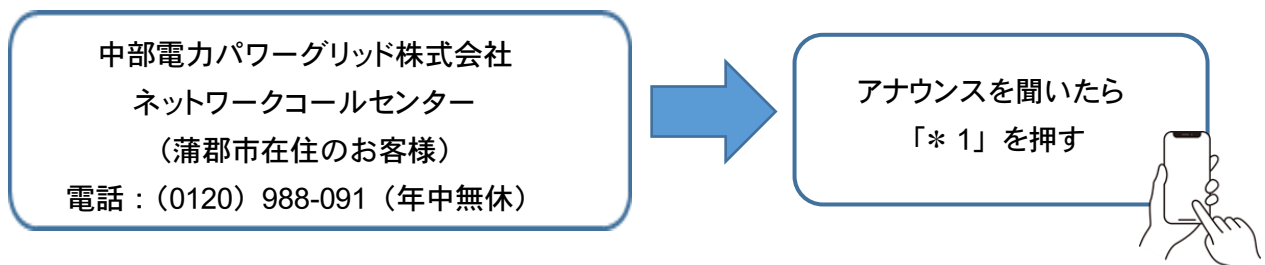 中部電力パワーグリッド株式会社
ネットワークコールセンター
（蒲郡市在住のお客様）
電話：（0120）988-091（年中無休）
アナウンスを聞いたら
「＊1」を押す